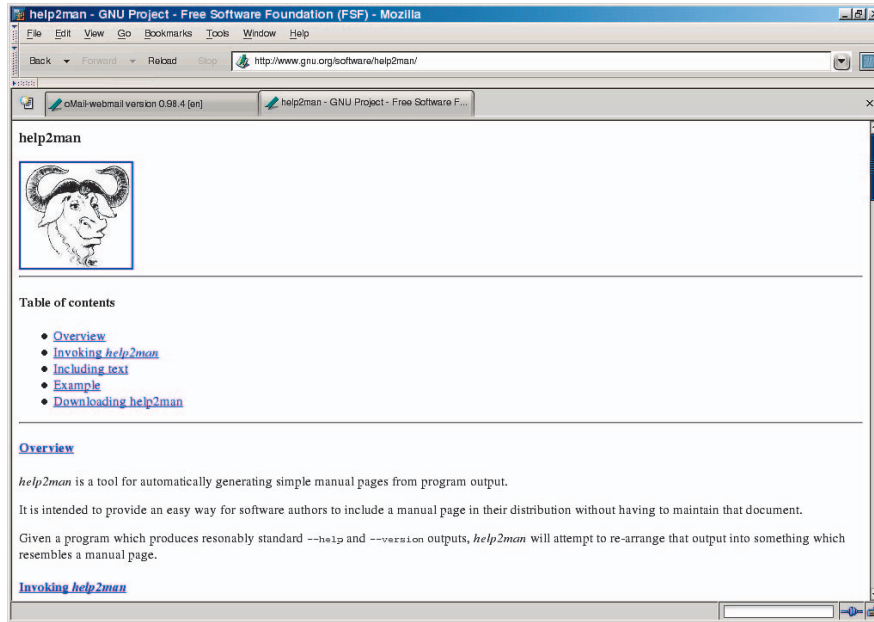 help2man - GNU Project - Free Software Foundation (FSF) - Mozilla
File Edit View Go Bookmarks Tools Window Help
Back Forward Reload Stop http://www.gnu.org/software/help2man/
oMail-webmail version 0.98.4 [en] help2man - GNU Project - Free Software F...
help2man
Table of contents
Overview
Invoking help2man
Including text
Example
Downloading help2man
Overview
help2man is a tool for automatically generating simple manual pages from program output.
It is intended to provide an easy way for software authors to include a manual page in their distribution without having to maintain that document.
Given a program which produces resonably standard --help and --version outputs, help2man will attempt to re-arrange that output into something which
resembles a manual page.
Invoking help2man